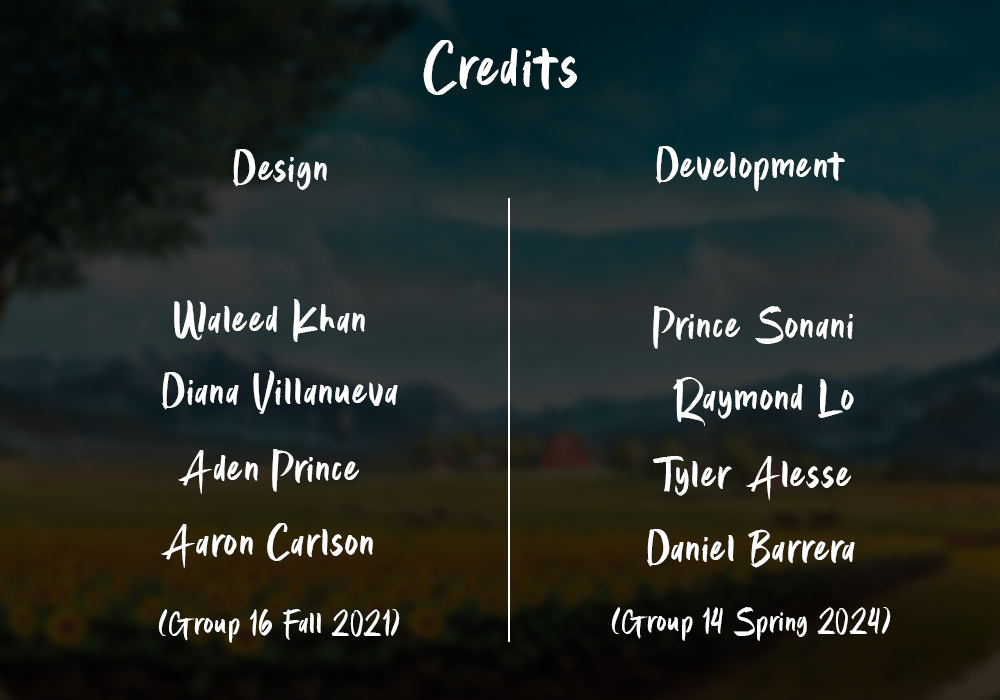 Credits
Design
Waleed Khan
Diana Villanueva
Aden Prince
Aaron Carlson
(Group 16 Fall 2021)
Development
Prince Sonani
Raymond Lo
Tyler Alesse
Daniel Barrera
(Group 14 Spring 2024)